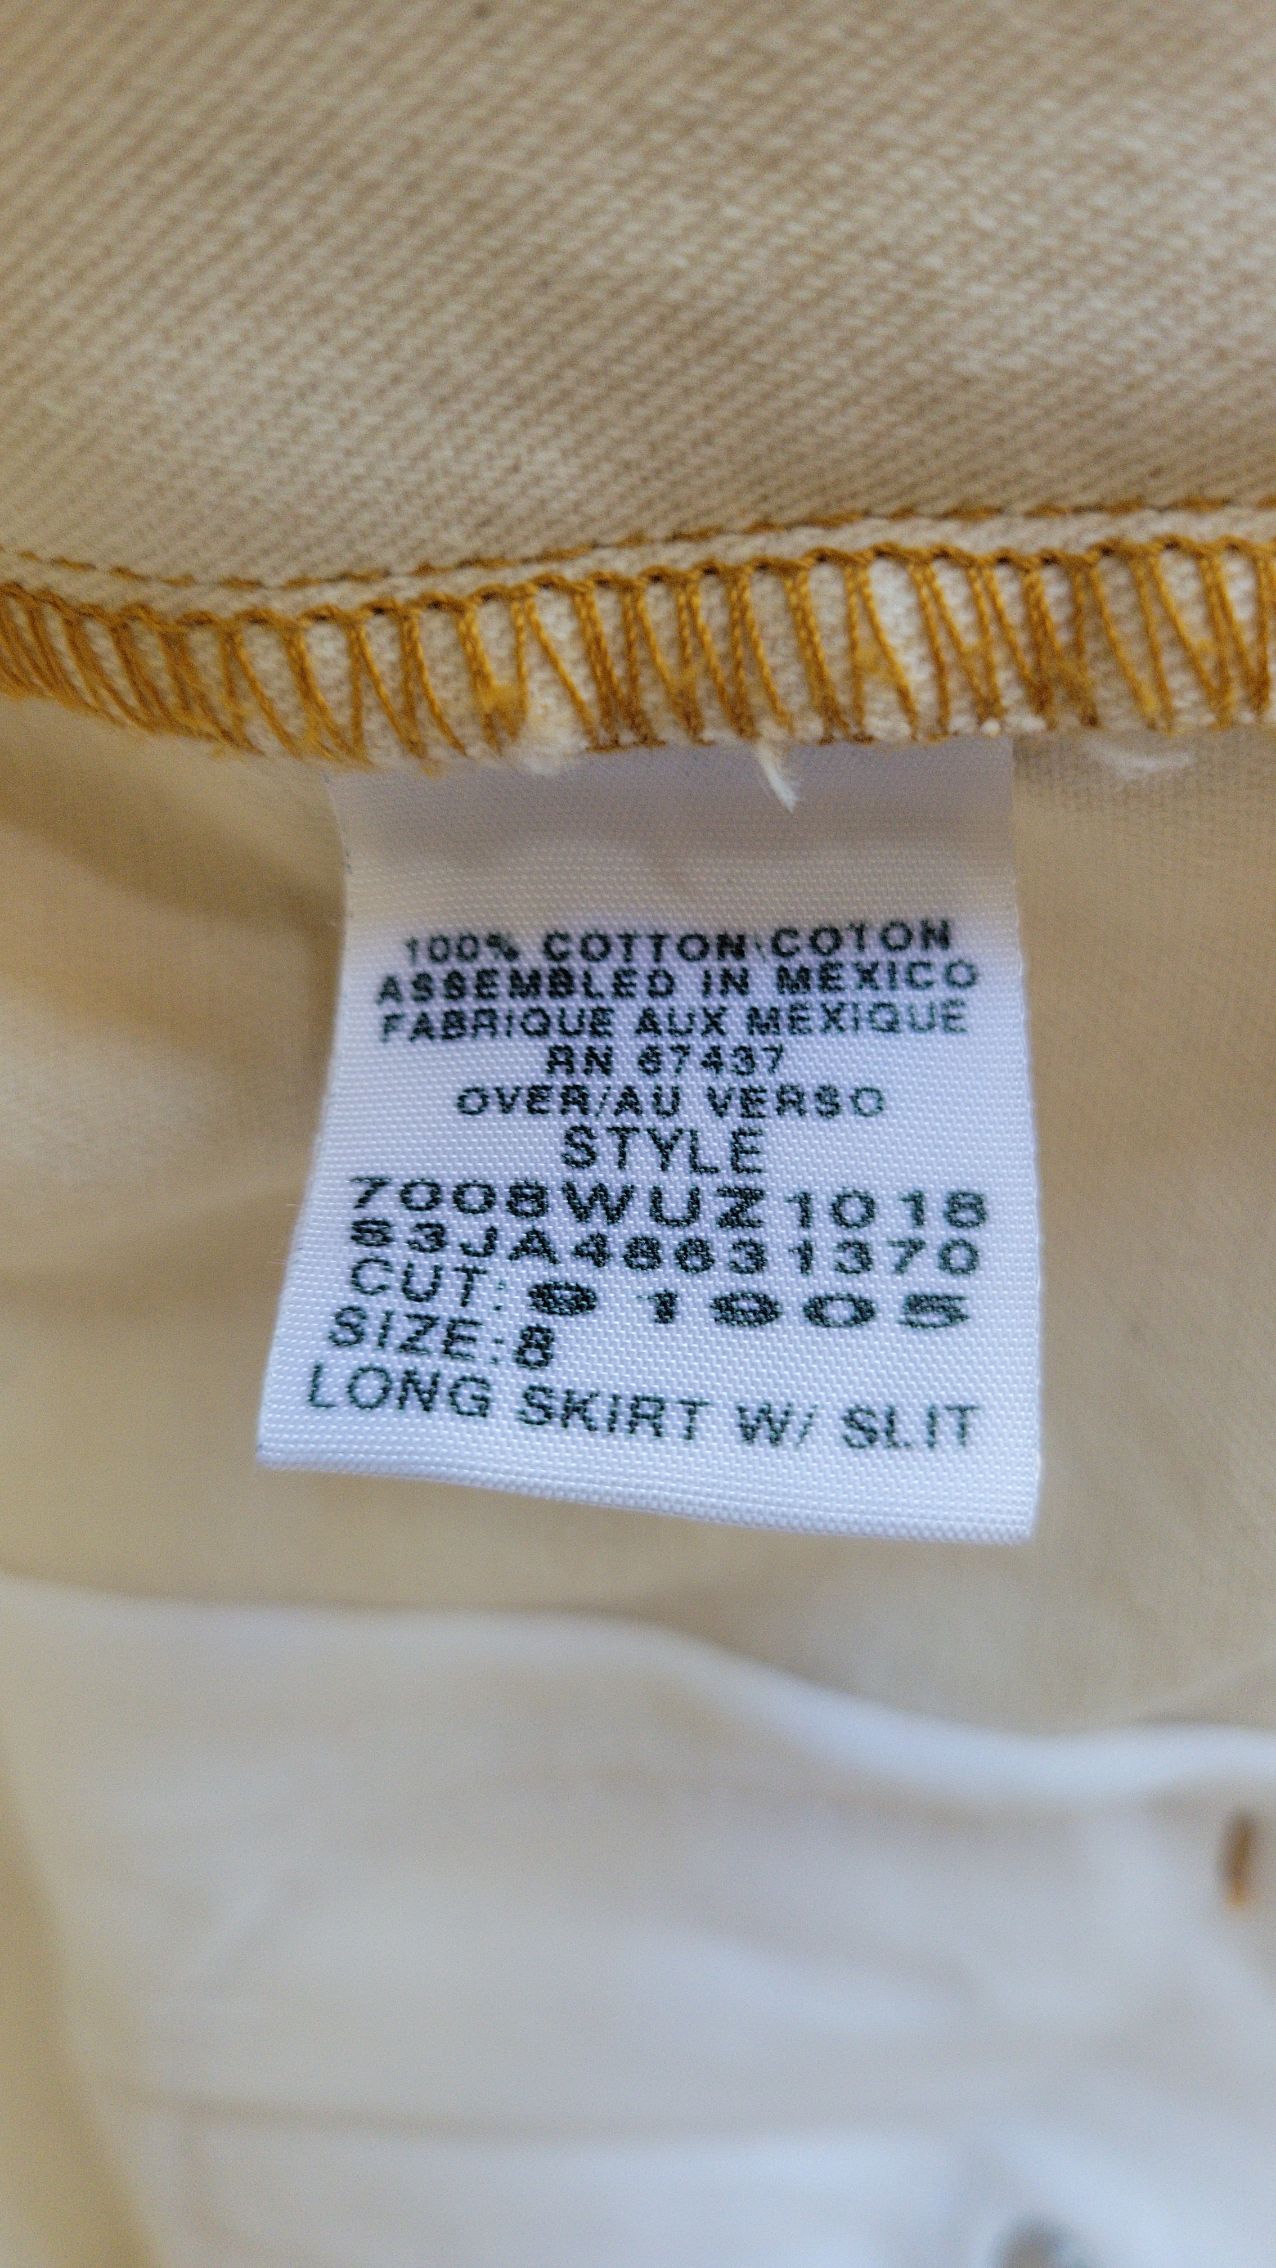 100% COTTON\COTON
ASSEMBLED IN MEXICO
FABRIQUE AUX MEXIQUE
RN 67437
OVER/AU VERSO
STYLE
7008WUZ1018
S3JA48631370
CUT: 91905
SIZE:8
LONG SKIRT W/ SLIT